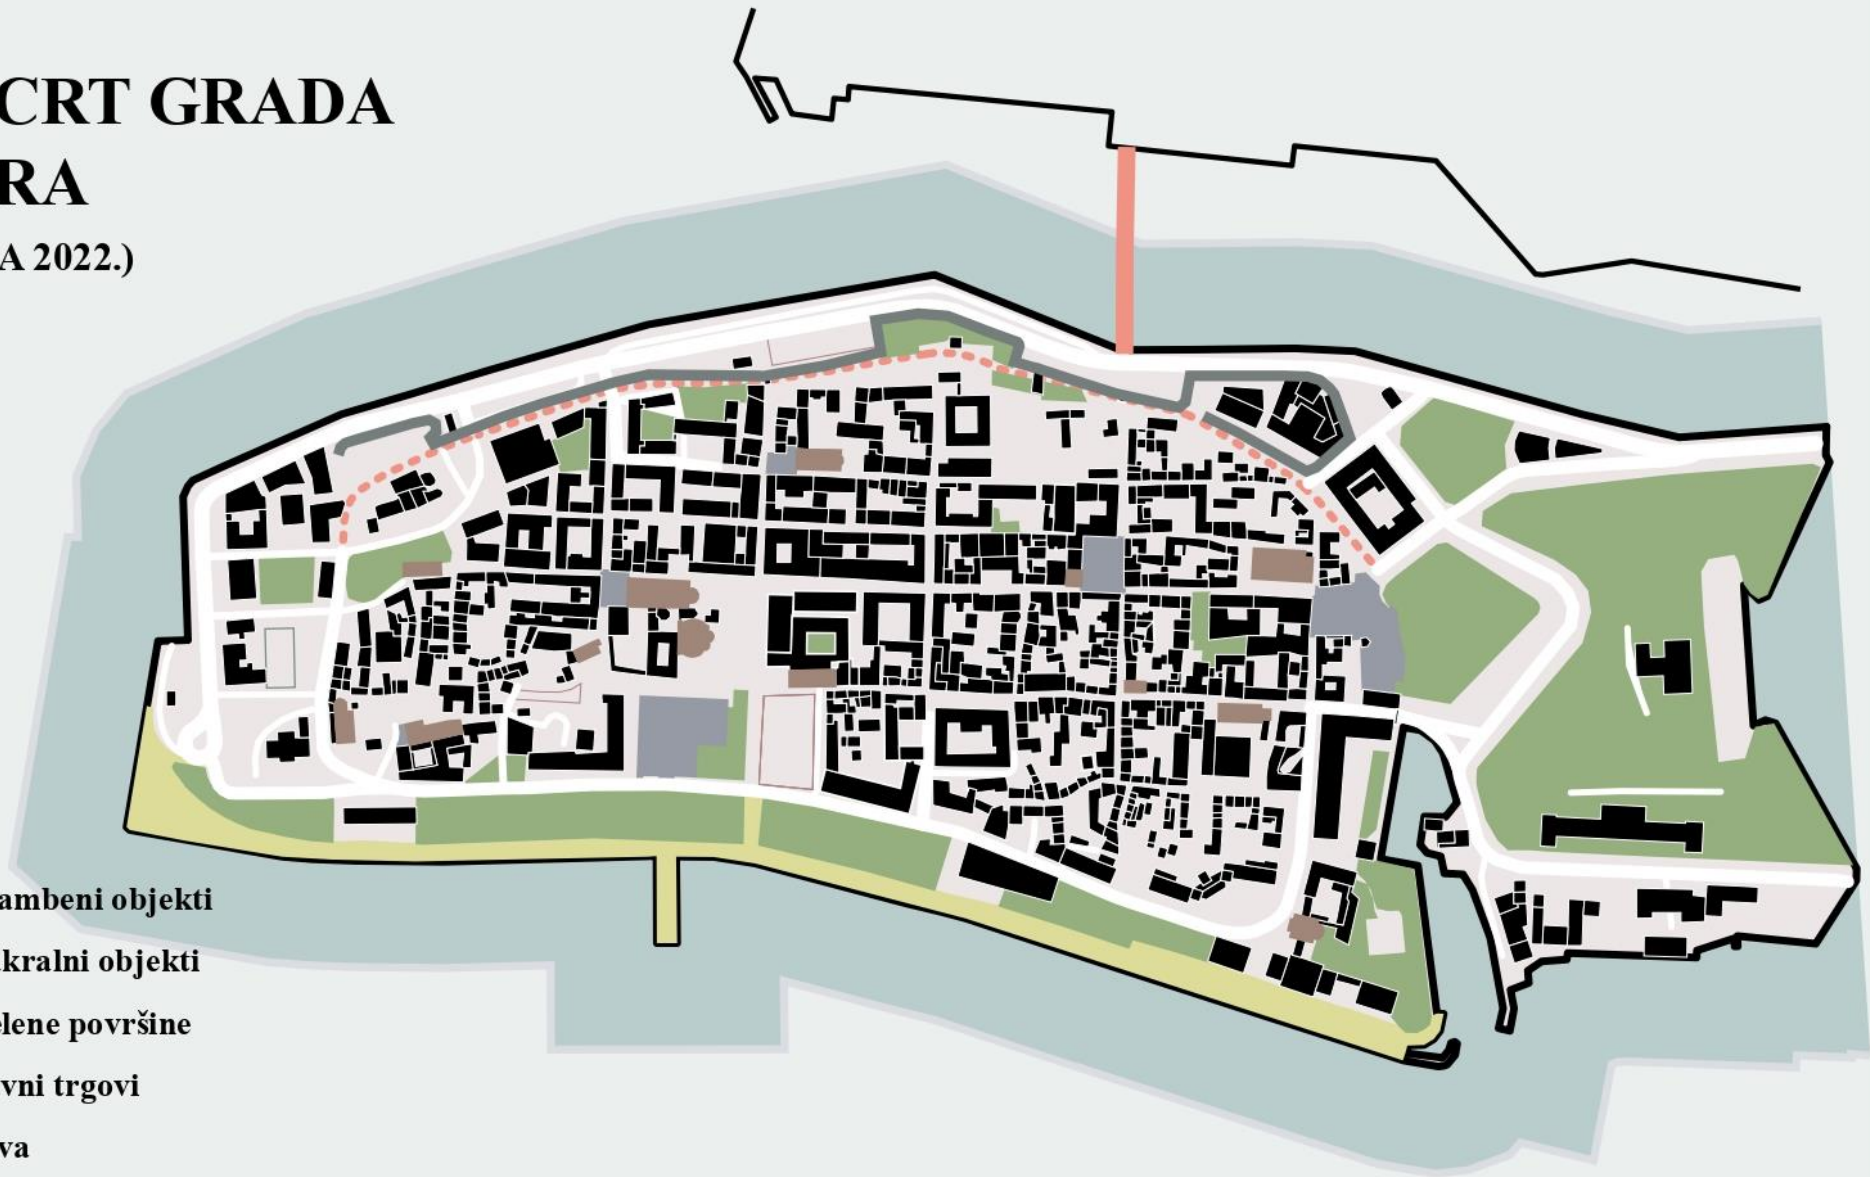 CRT GRADA
RA
A 2022.)
ambeni objekti
kralni objekti
elene površine
vni trgovi
va